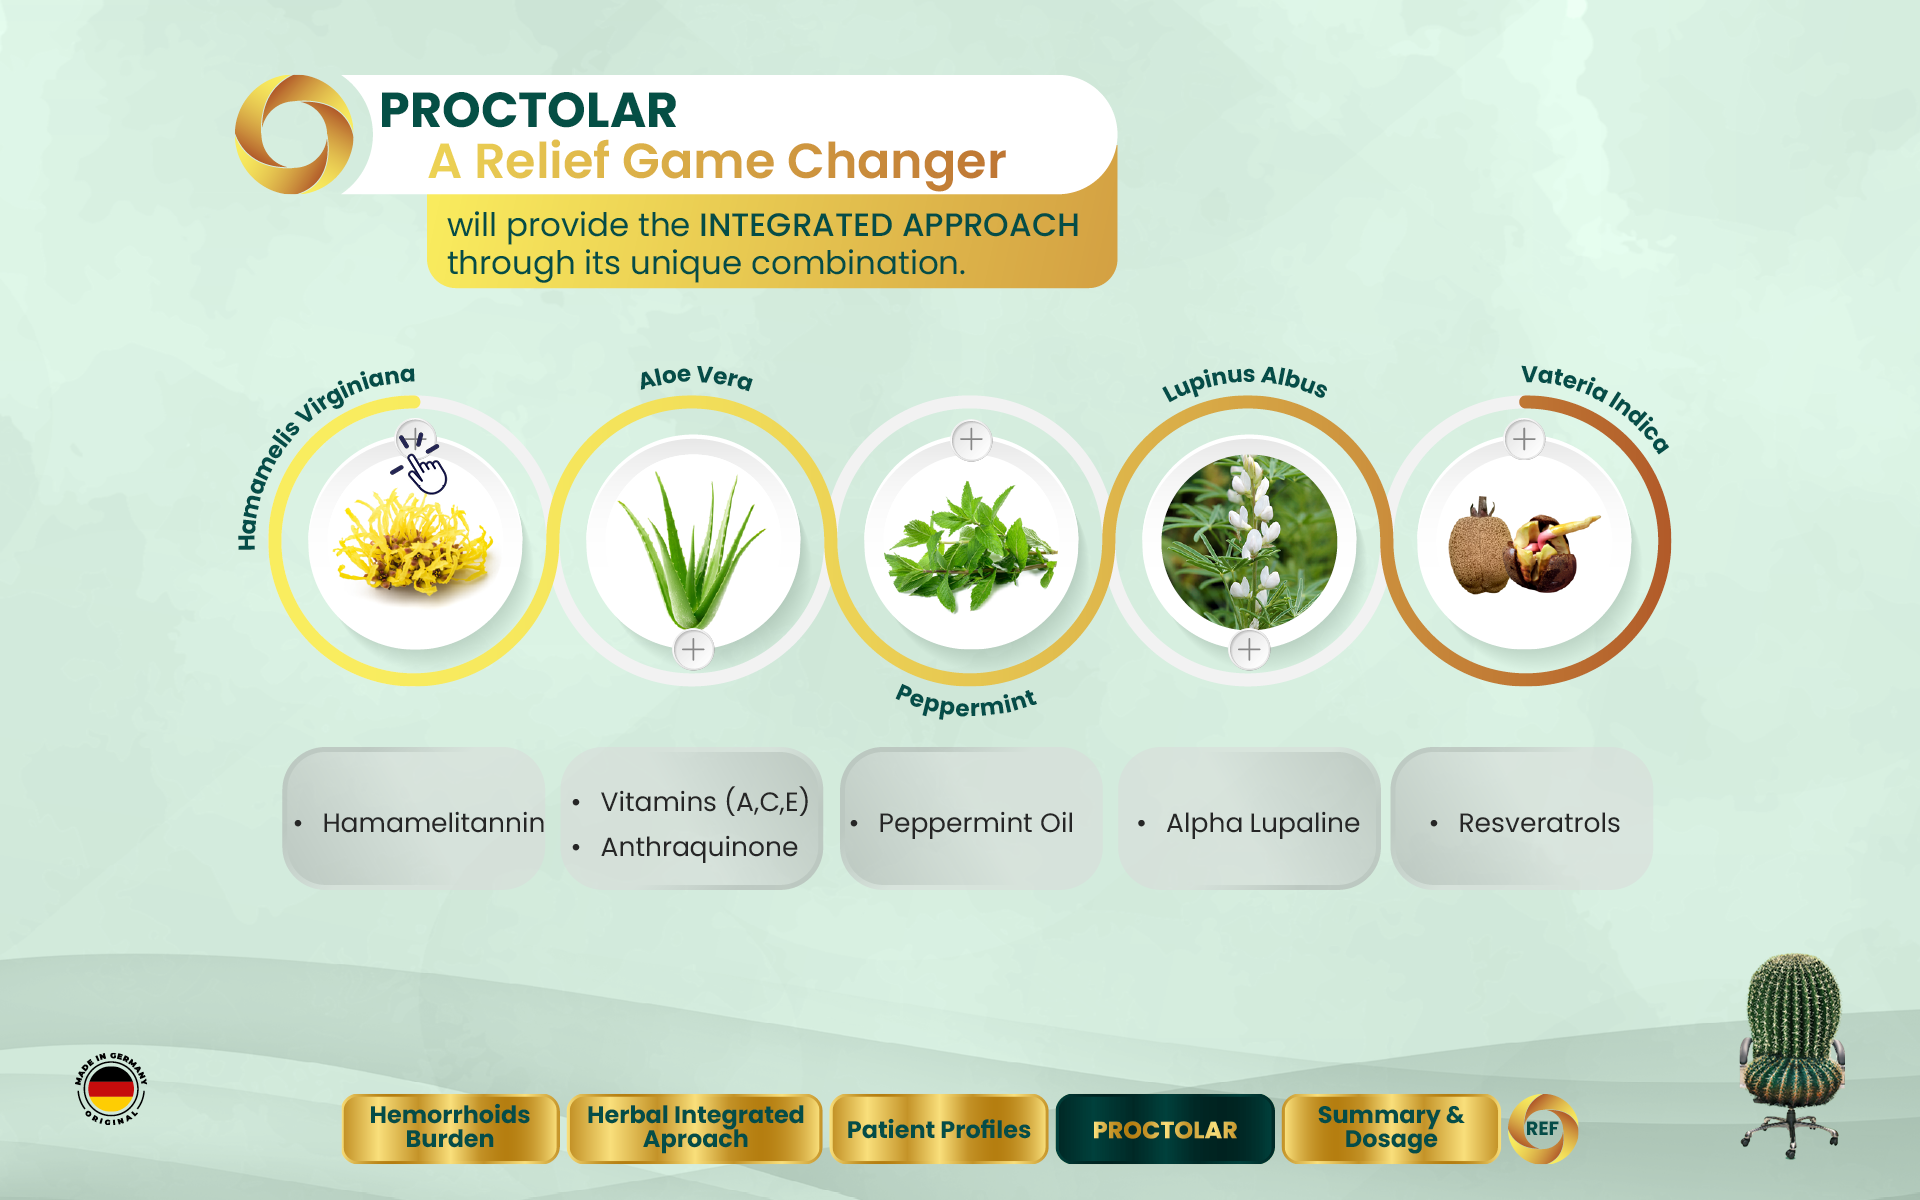 PROCTOLAR
A Relief Game Changer
will provide the INTEGRATED APPROACH
through its unique combination.
Hamamelis Virginiana
Aloe Vera
Peppermint
Lupinus Albus
Vateria Indica
• Hamamelitannin
• Vitamins (A,C,E)
• Anthraquinone
• Peppermint Oil
• Alpha Lupaline
• Resveratrols
MADE IN GERMANY
ORIGINAL
Hemorrhoids
Burden
Herbal Integrated
Aproach
Patient Profiles
PROCTOLAR
Summary &
Dosage
REF